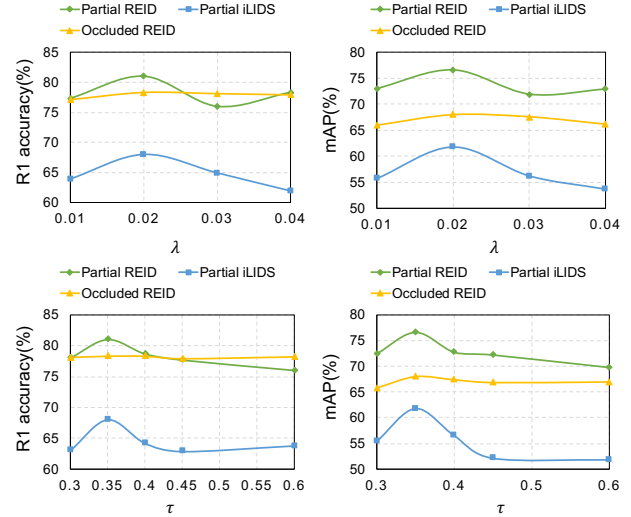 Partial REID Partial iLIDS
Occluded REID
R1 accuracy(%)
85
80
75
70
65
60
0.01 0.02 0.03 0.04
λ
Partial REID Partial iLIDS
Occluded REID
mAP(%)
80
75
70
65
60
55
50
0.01 0.02 0.03 0.04
λ
Partial REID Partial iLIDS
Occluded REID
R1 accuracy(%)
85
80
75
70
65
60
0.3 0.35 0.4 0.45 0.5 0.55 0.6
τ
Partial REID Partial iLIDS
Occluded REID
mAP(%)
80
75
70
65
60
55
50
0.3 0.4 0.5 0.6
τ